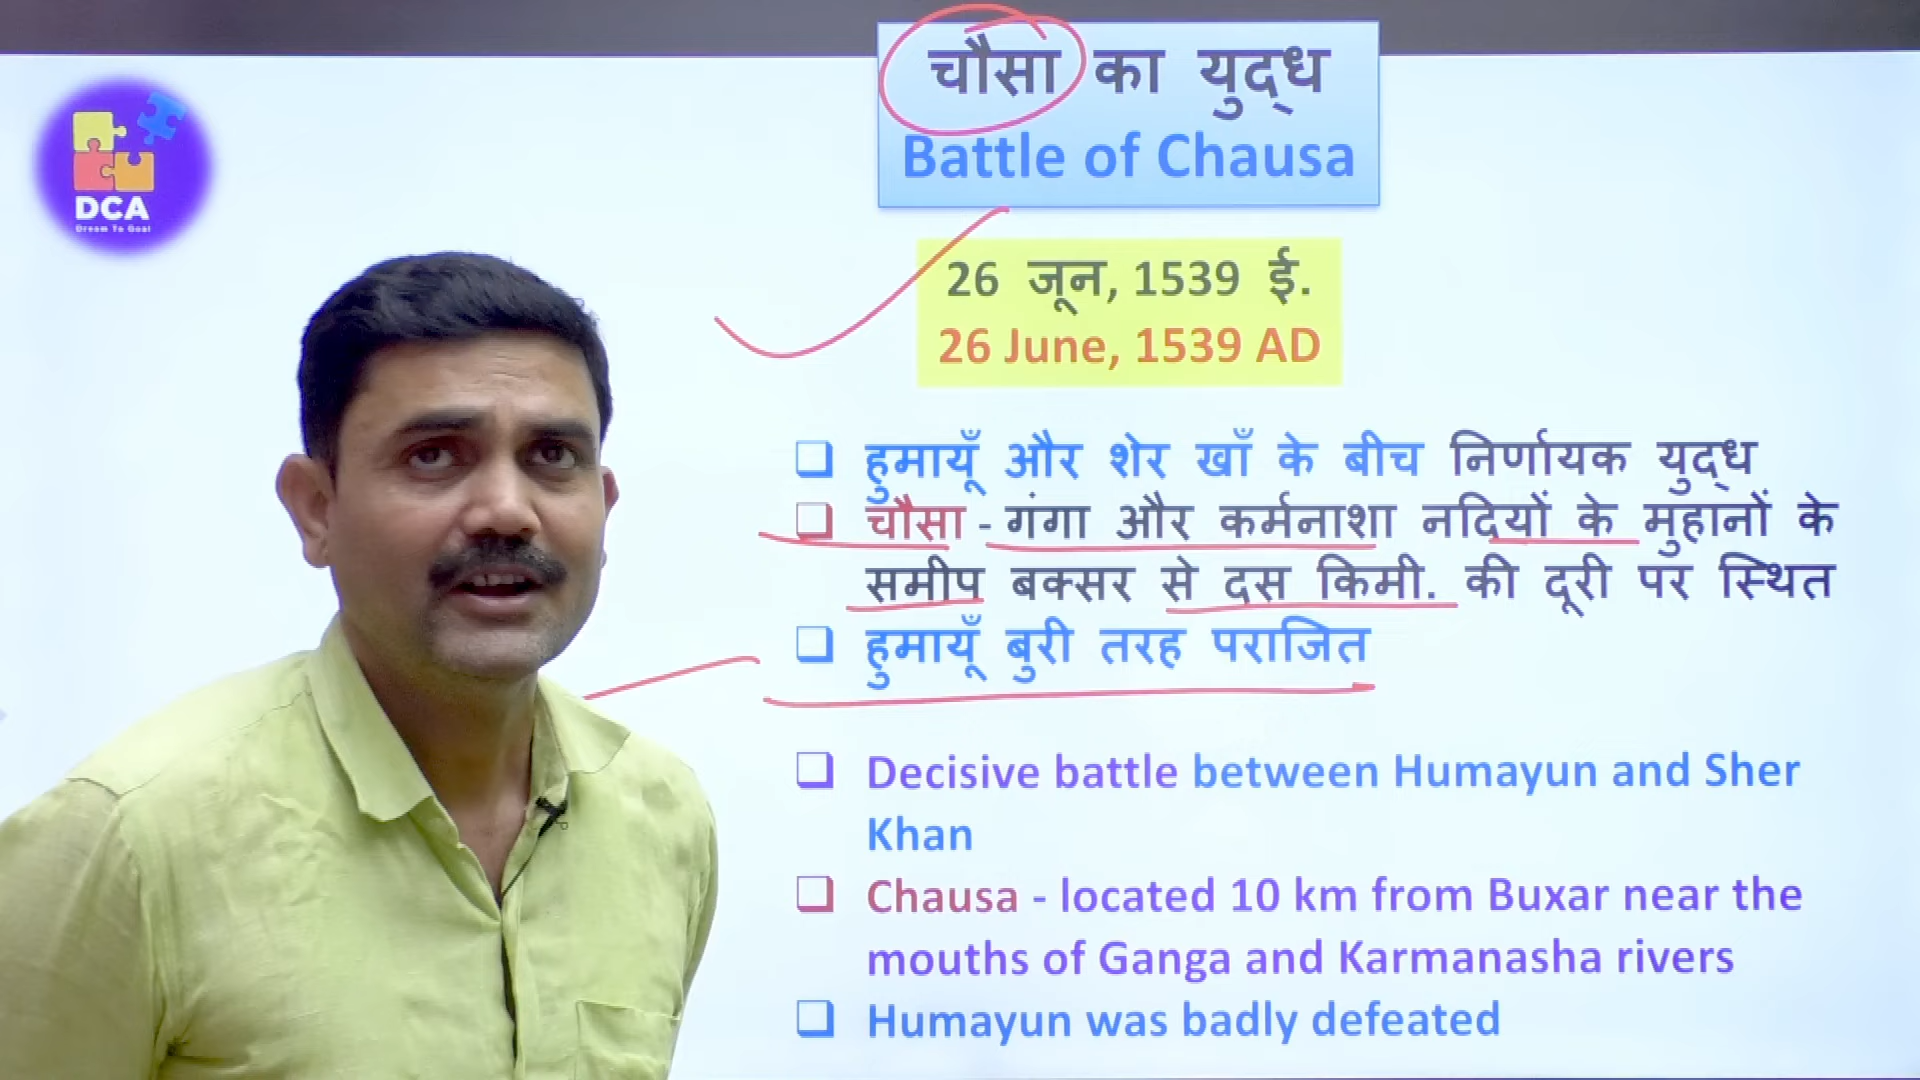 चौसा का युद्ध
Battle of Chausa
DCA
Dream To Goal
26 जून, 1539 ई.
26 June, 1539 AD
हुमायूँ और शेर खाँ के बीच निर्णायक युद्ध
चौसा - गंगा और कर्मनाशा नदियों के मुहानों के
समीप बक्सर से दस किमी. की दूरी पर स्थित
हुमायूँ बुरी तरह पराजित
Decisive battle between Humayun and Sher
Khan
Chausa - located 10 km from Buxar near the
mouths of Ganga and Karmanasha rivers
Humayun was badly defeated